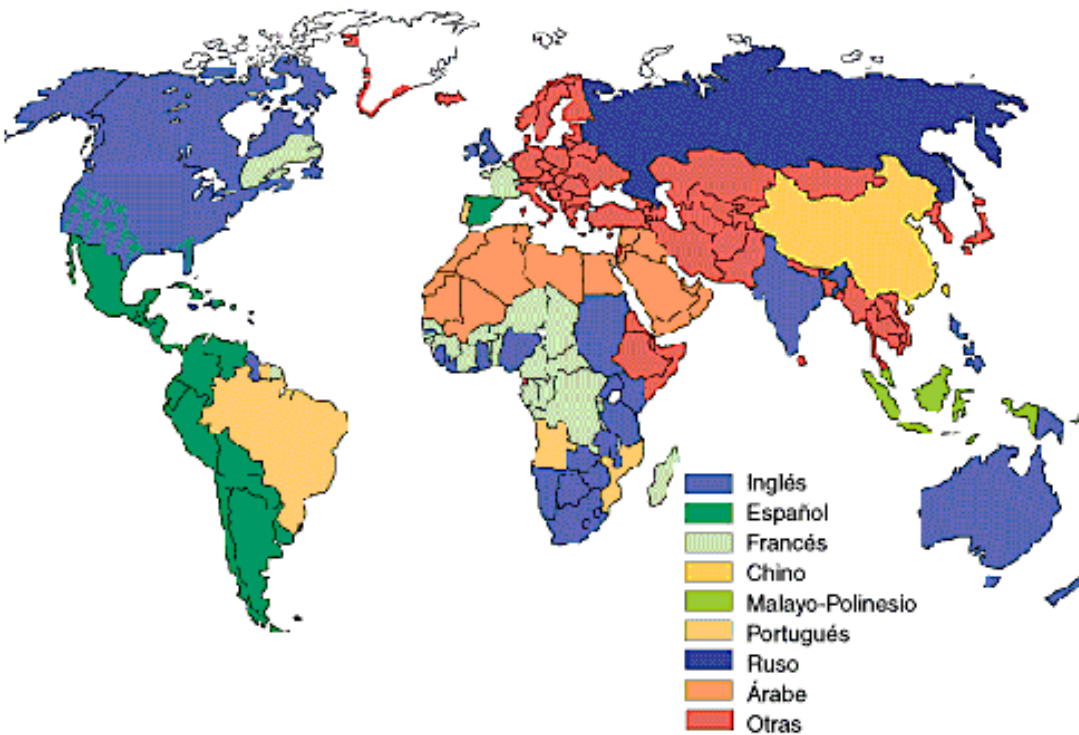 Inglés
Español
Francés
Chino
Malayo-Polinesio
Portugués
Ruso
Árabe
Otras